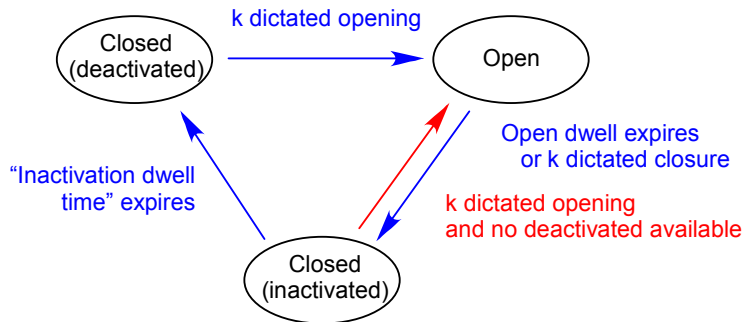 k dictated opening
Closed
(deactivated)
Open
Open dwell expires
or k dictated closure
“Inactivation dwell
time” expires
k dictated opening
and no deactivated available
Closed
(inactivated)